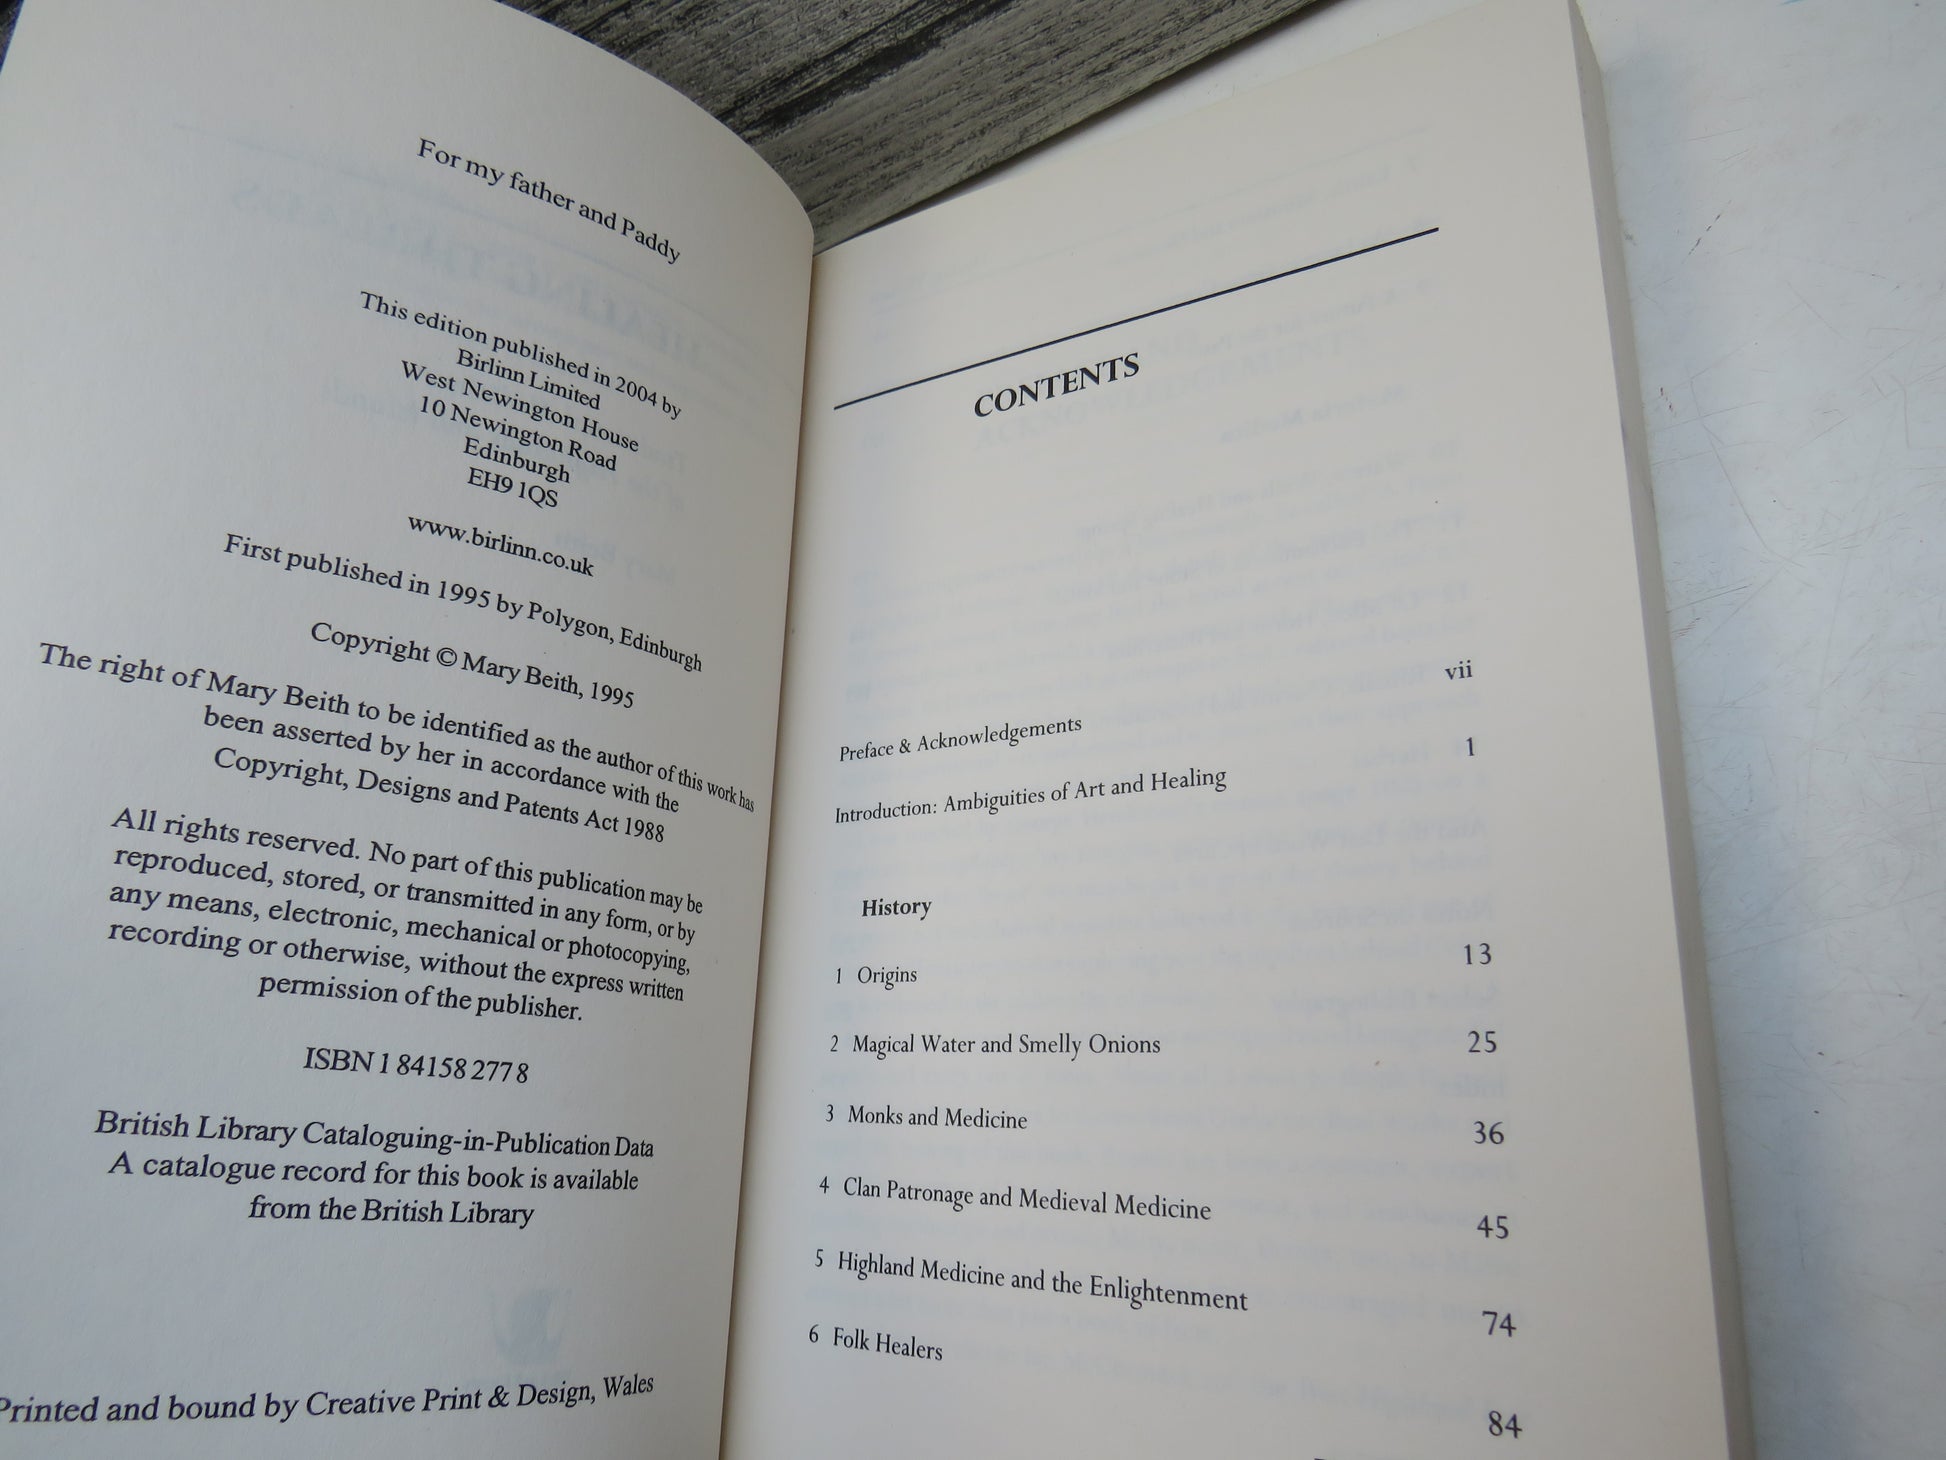 For my father and Paddy
This edition published in 2004 by
Birlinn Limited
West Newington House
10 Newington Road
Edinburgh
EH9 1QS
www.birlinn.co.uk
First published in 1995 by Polygon, Edinburgh
Copyright © Mary Beith, 1995
The right of Mary Beith to be identified as the author of this work has
been asserted by her in accordance with the
Copyright, Designs and Patents Act 1988
All rights reserved. No part of this publication may be
reproduced, stored, or transmitted in any form, or by
any means, electronic, mechanical or photocopying,
recording or otherwise, without the express written
permission of the publisher.
ISBN 1 84158 277 8
British Library Cataloguing-in-Publication Data
A catalogue record for this book is available
from the British Library
Printed and bound by Creative Print & Design, Wales
CONTENTS
Preface & Acknowledgements vii
Introduction: Ambiguities of Art and Healing 1
History
1 Origins 13
2 Magical Water and Smelly Onions 25
3 Monks and Medicine 36
4 Clan Patronage and Medieval Medicine 45
5 Highland Medicine and the Enlightenment 74
6 Folk Healers 84